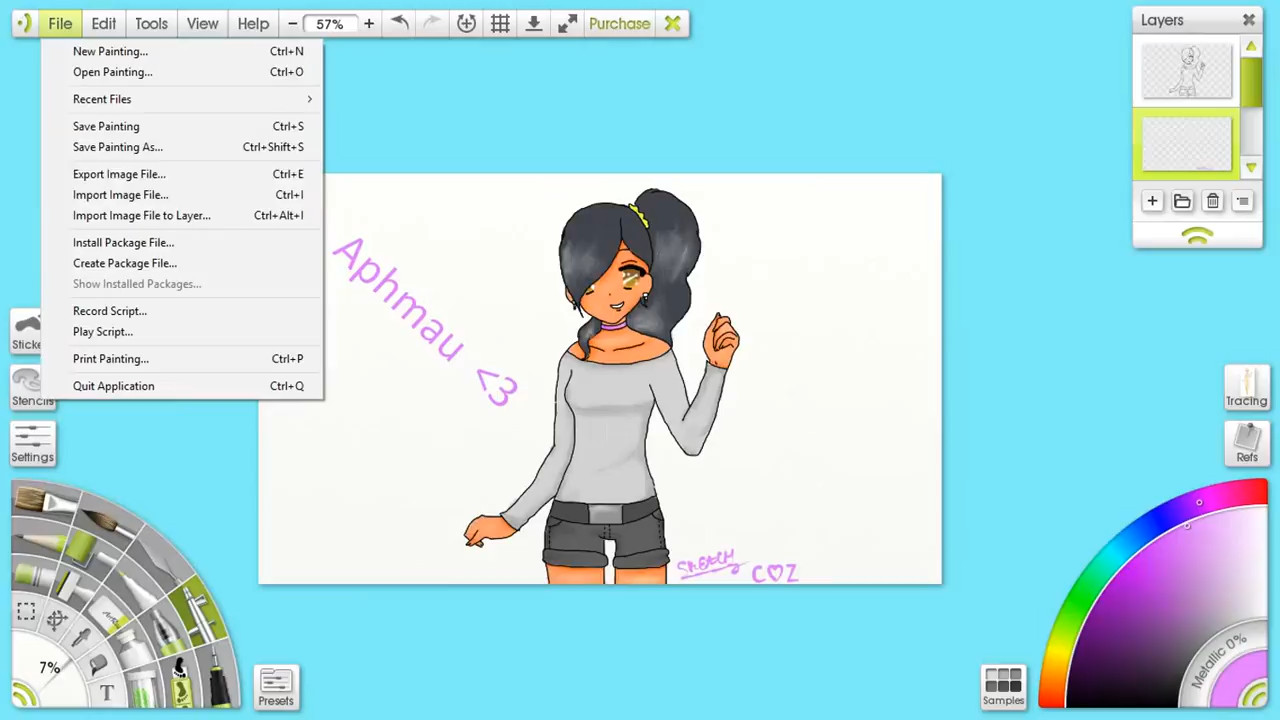 File Edit Tools View Help − 57% + Purchase
Layers
New Painting... Ctrl+N
Open Painting... Ctrl+O
Recent Files
Save Painting Ctrl+S
Save Painting As... Ctrl+Shift+S
Export Image File... Ctrl+E
Import Image File... Ctrl+I
Import Image File to Layer... Ctrl+Alt+I
Install Package File...
Create Package File...
Show Installed Packages...
Record Script...
Play Script...
Print Painting... Ctrl+P
Quit Application Ctrl+Q
Aphmau <3
Stencils
Settings
Tracing
Refs
7%
T
Presets
Samples
Metallic 0%